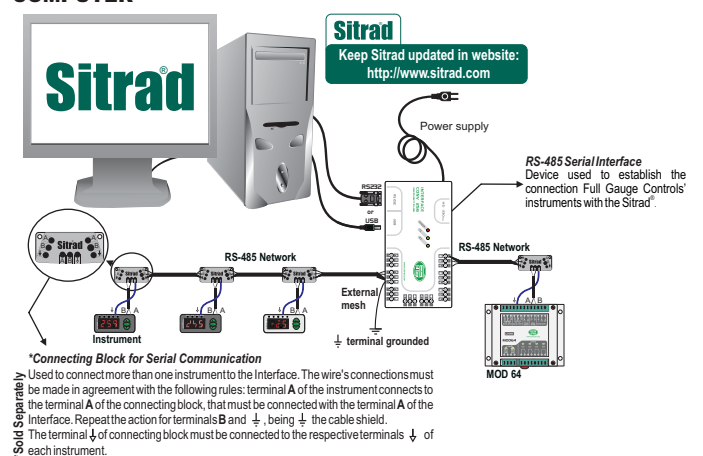 COMPUTER
Sitrad®
Sitrad
Keep Sitrad updated in website:
http://www.sitrad.com
Power supply
RS-485 Serial Interface
Device used to establish the
connection Full Gauge Controls'
instruments with the Sitrad®.
RS232
or
USB
INTERFACE
A
B
Sitrad
A
B
RS-485 Network
RS-485 Network
Sitrad
Sitrad
Sitrad
Sitrad
B A
B A
B A
A B
External
mesh
Instrument
⏚ terminal grounded
MOD 64
*Connecting Block for Serial Communication
Used to connect more than one instrument to the Interface. The wire's connections must
be made in agreement with the following rules: terminal A of the instrument connects to
the terminal A of the connecting block, that must be connected with the terminal A of the
Interface. Repeat the action for terminals B and ⏚ , being ⏚ the cable shield.
The terminal ↓ of connecting block must be connected to the respective terminals ↓ of
each instrument.
*Sold Separately